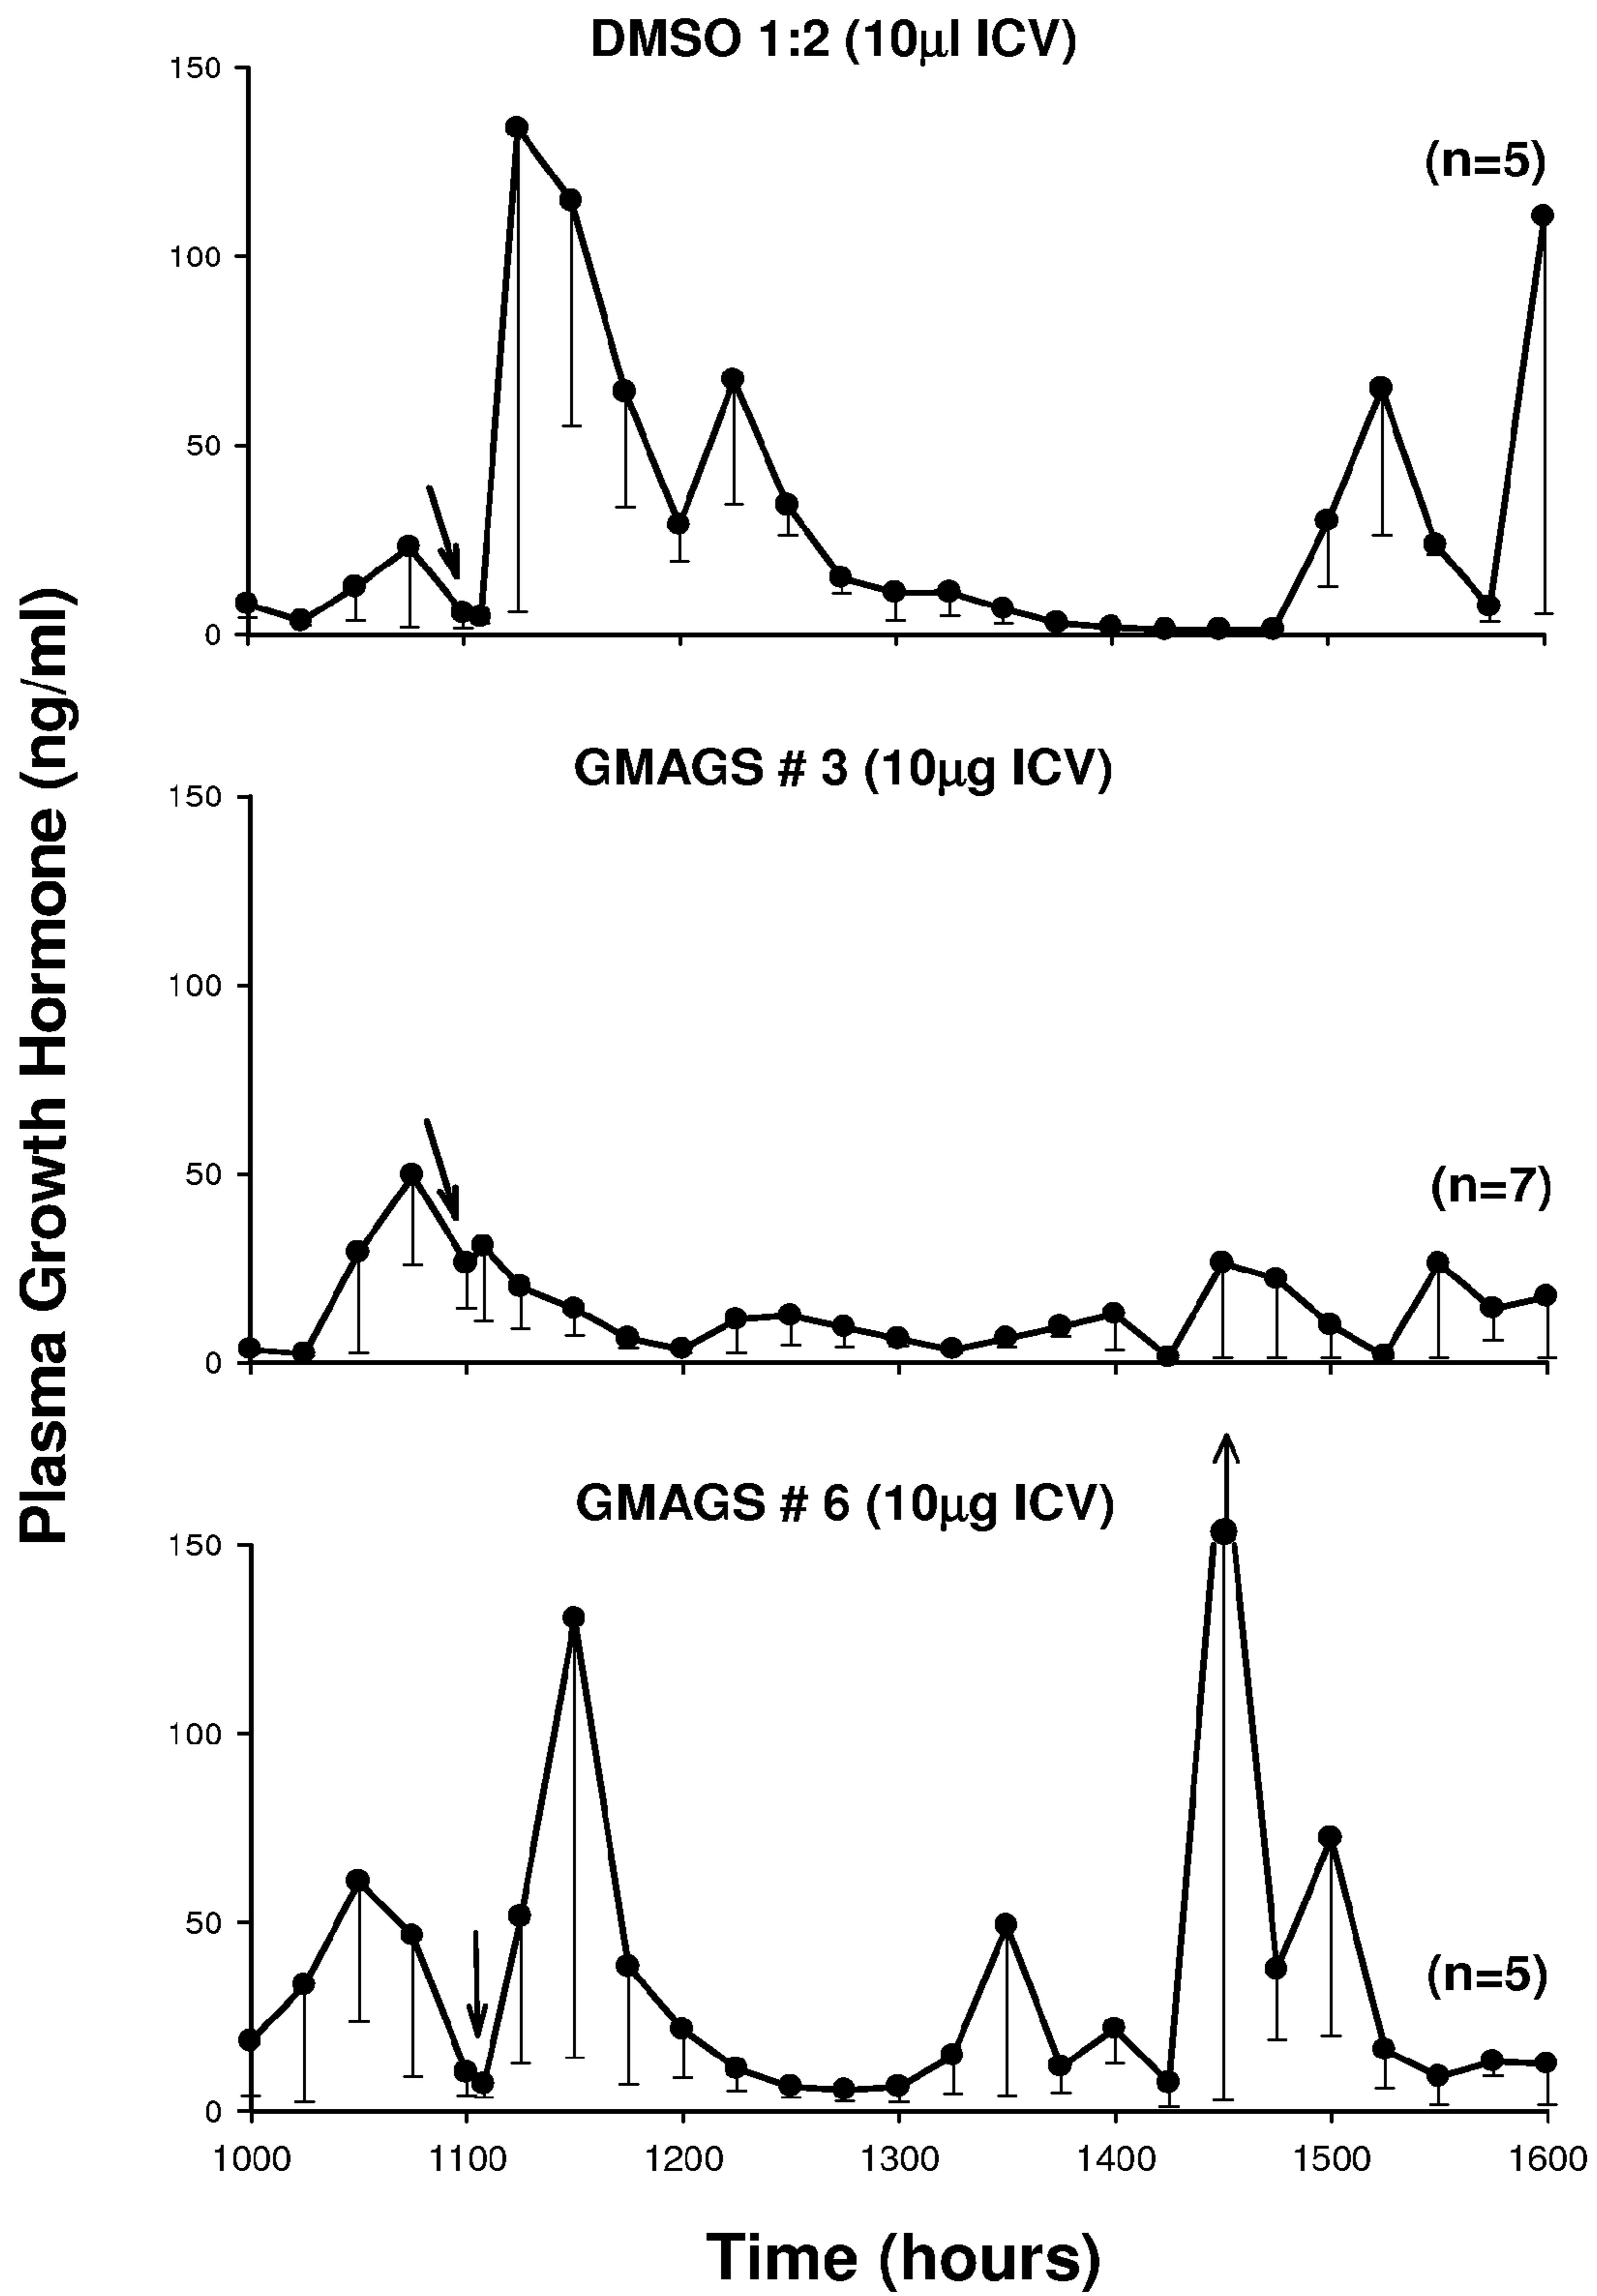 DMSO 1:2 (10μl ICV)
150
(n=5)
100
50
0
GMAGS # 3 (10μg ICV)
150
100
50
(n=7)
0
GMAGS # 6 (10μg ICV)
150
100
50
(n=5)
0
1000 1100 1200 1300 1400 1500 1600
Time (hours)
Plasma Growth Hormone (ng/ml)